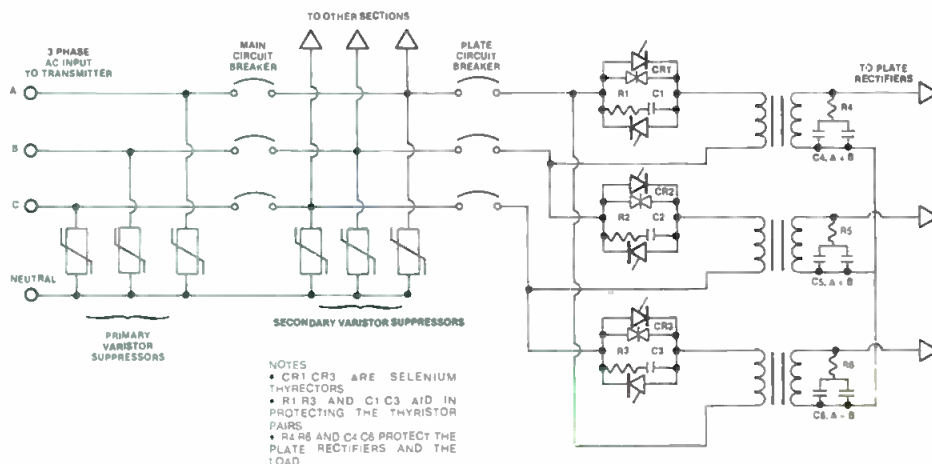 TO OTHER SECTIONS
3 PHASE
AC INPUT
TO TRANSMITTER
MAIN
CIRCUIT
BREAKER
PLATE
CIRCUIT
BREAKER
TO PLATE
RECTIFIERS
A
B
C
NEUTRAL
CR1
R1 C1
R4
C4, A + B
CR2
R2 C2
R5
C5, A + B
CR3
R3 C3
R6
C6, A + B
PRIMARY
VARISTOR
SUPPRESSORS
SECONDARY VARISTOR SUPPRESSORS
NOTES
• CR1 CR3 ARE SELENIUM
THYRECTORS
• R1 R3 AND C1 C3 AID IN
PROTECTING THE THYRISTOR
PAIRS
• R4 R6 AND C4 C6 PROTECT THE
PLATE RECTIFIERS AND THE
LOAD